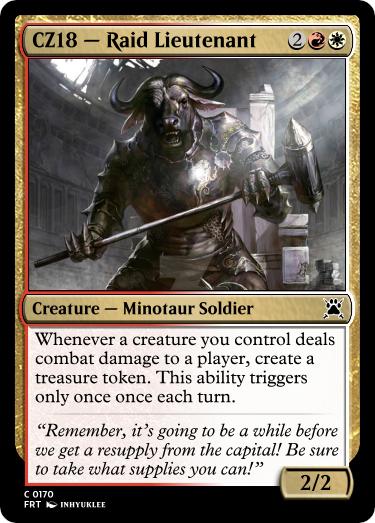 CZ18 — Raid Lieutenant 2
Creature — Minotaur Soldier
Whenever a creature you control deals
combat damage to a player, create a
treasure token. This ability triggers
only once once each turn.
“Remember, it's going to be a while before
we get a resupply from the capital! Be sure
to take what supplies you can!”
2/2
C 0170
FRT INHYUKLEE